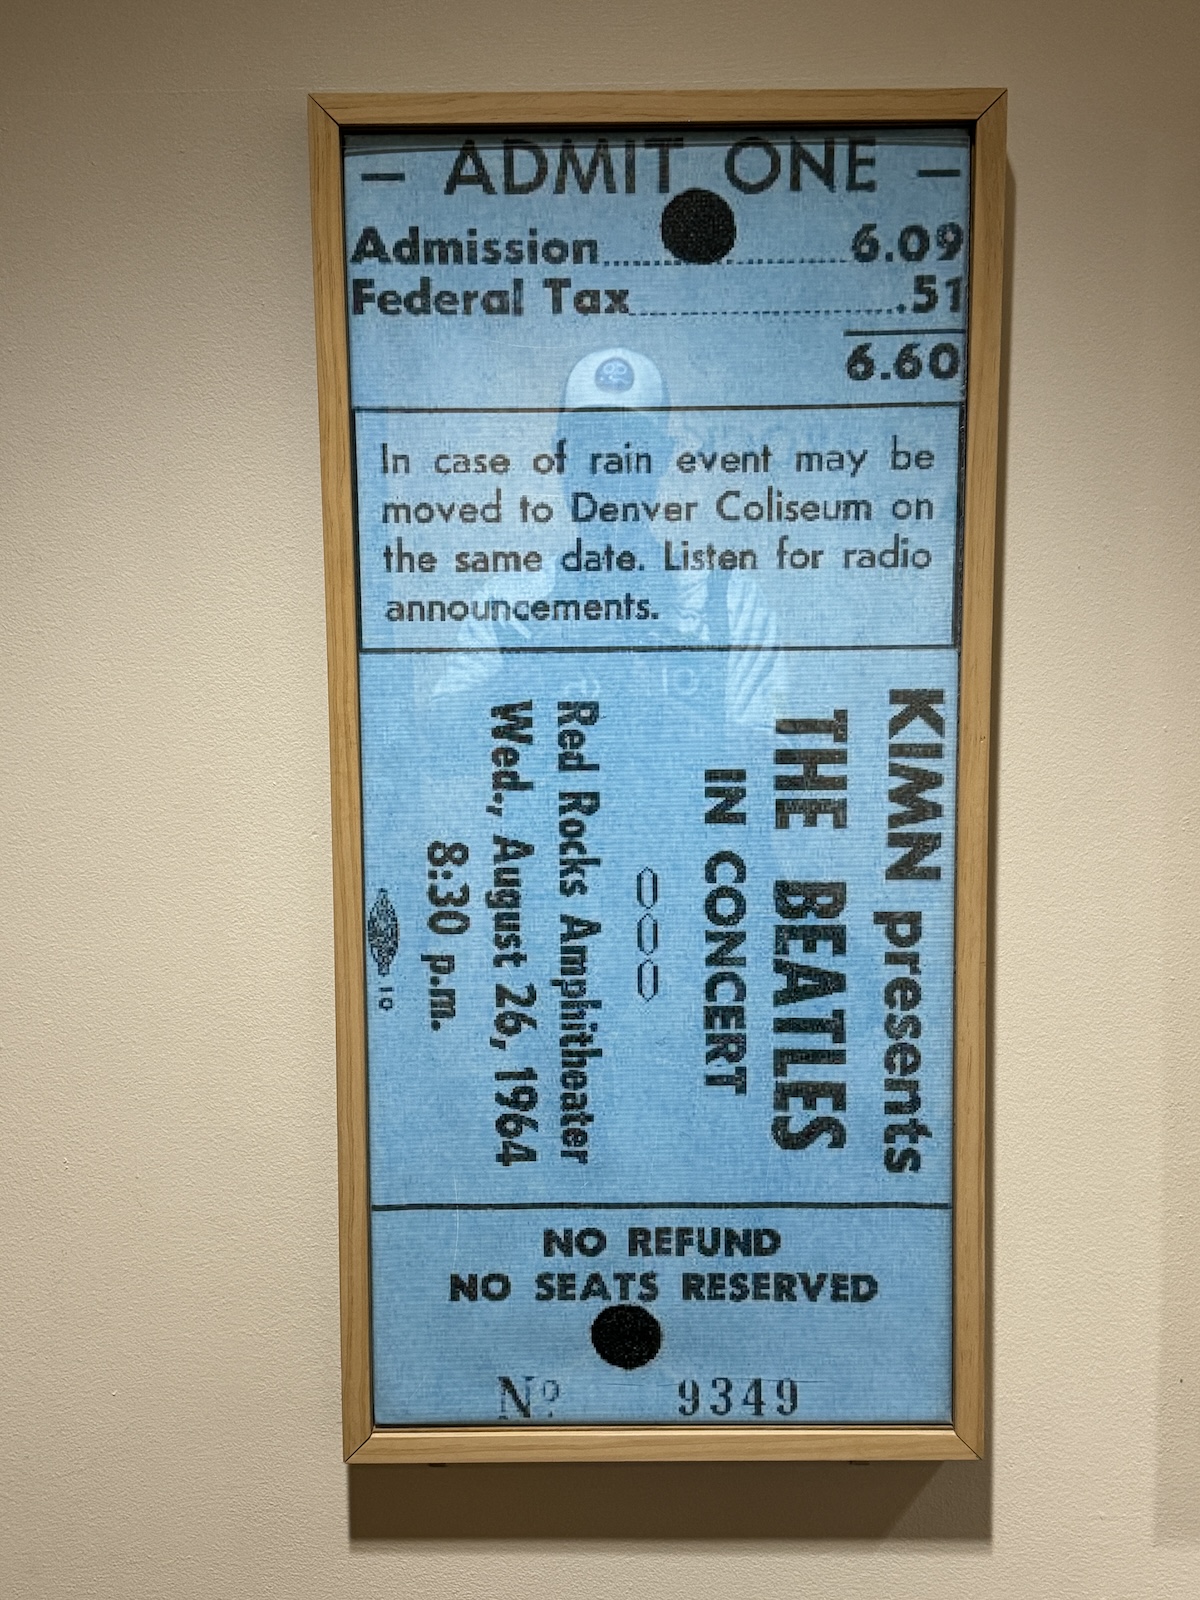 — ADMIT ONE —
Admission 6.09
Federal Tax .51
6.60
In case of rain event may be
moved to Denver Coliseum on
the same date. Listen for radio
announcements.
KIMN presents
THE BEATLES
IN CONCERT
Red Rocks Amphitheater
Wed., August 26, 1964
8:30 p.m.
10
NO REFUND
NO SEATS RESERVED
Nº 9349